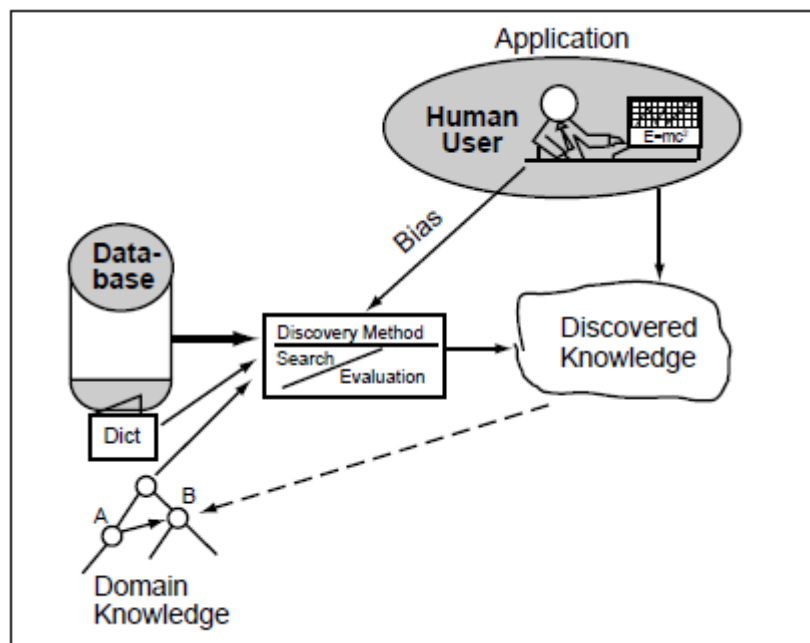 Application
Human
User
E=mc²
Bias
Data-
base
Discovery Method
Search
Evaluation
Discovered
Knowledge
Dict
A
B
Domain
Knowledge